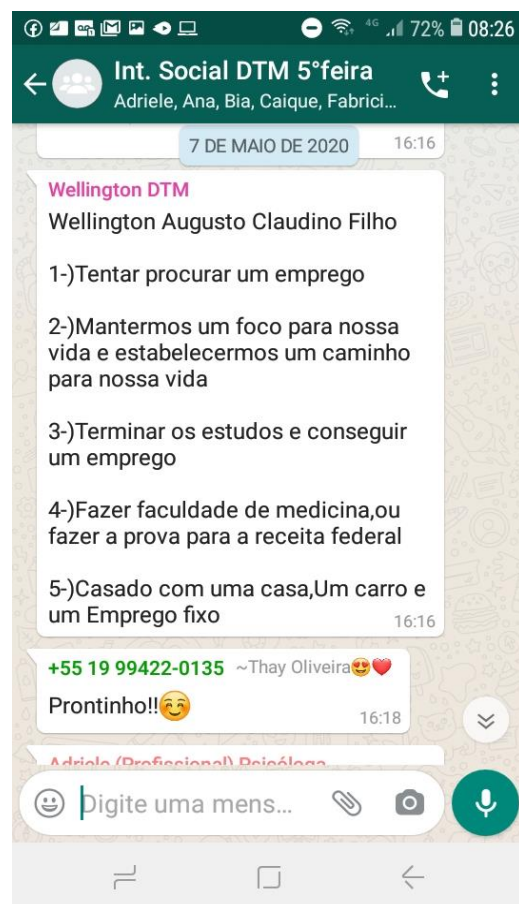 4G 72% 08:26
Int. Social DTM 5°feira
Adriele, Ana, Bia, Caique, Fabrici...
7 DE MAIO DE 2020 16:16
Wellington DTM
Wellington Augusto Claudino Filho
1-)Tentar procurar um emprego
2-)Mantermos um foco para nossa
vida e estabelecermos um caminho
para nossa vida
3-)Terminar os estudos e conseguir
um emprego
4-)Fazer faculdade de medicina,ou
fazer a prova para a receita federal
5-)Casado com uma casa,Um carro e
um Emprego fixo 16:16
+55 19 99422-0135 ~Thay Oliveira😍❤️
Prontinho!!☺️ 16:18
Adriele (Profissional) Psicóloga
Digite uma mens...